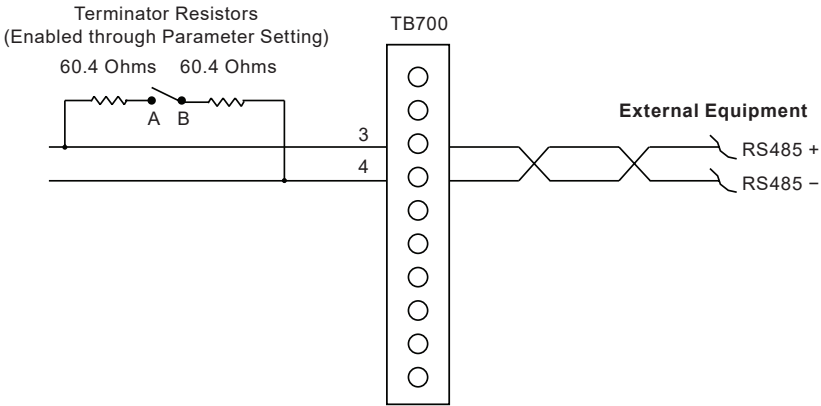 Terminator Resistors
(Enabled through Parameter Setting)
60.4 Ohms 60.4 Ohms
A B
TB700
3
4
External Equipment
RS485 +
RS485 −